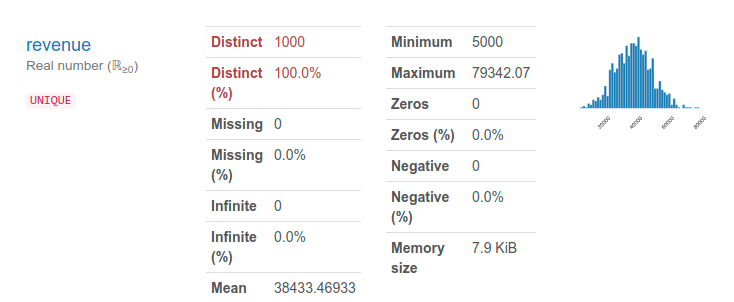 revenue
Real number (ℝ≥0)
UNIQUE
Distinct 1000
Distinct (%) 100.0%
Missing 0
Missing (%) 0.0%
Infinite 0
Infinite (%) 0.0%
Mean 38433.46933
Minimum 5000
Maximum 79342.07
Zeros 0
Zeros (%) 0.0%
Negative 0
Negative (%) 0.0%
Memory size 7.9 KiB
20000 40000 60000 80000